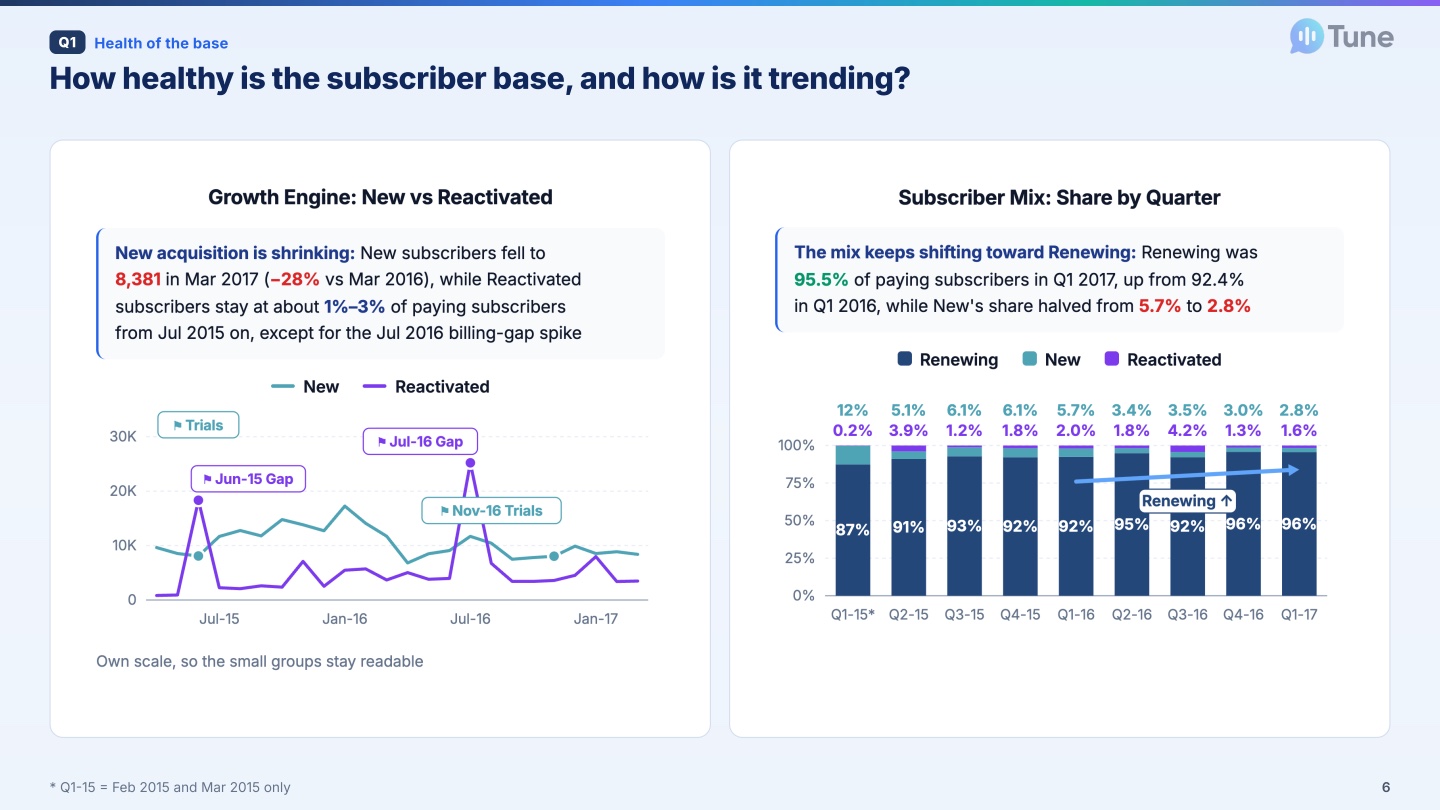 Q1 Health of the base
Tune
How healthy is the subscriber base, and how is it trending?
Growth Engine: New vs Reactivated
New acquisition is shrinking: New subscribers fell to
8,381 in Mar 2017 (−28% vs Mar 2016), while Reactivated
subscribers stay at about 1%–3% of paying subscribers
from Jul 2015 on, except for the Jul 2016 billing-gap spike
New Reactivated
⚑ Trials
⚑ Jul-16 Gap
⚑ Jun-15 Gap
⚑ Nov-16 Trials
30K
20K
10K
0
Jul-15 Jan-16 Jul-16 Jan-17
Own scale, so the small groups stay readable
Subscriber Mix: Share by Quarter
The mix keeps shifting toward Renewing: Renewing was
95.5% of paying subscribers in Q1 2017, up from 92.4%
in Q1 2016, while New's share halved from 5.7% to 2.8%
Renewing New Reactivated
12% 5.1% 6.1% 6.1% 5.7% 3.4% 3.5% 3.0% 2.8%
0.2% 3.9% 1.2% 1.8% 2.0% 1.8% 4.2% 1.3% 1.6%
100%
75%
Renewing ↑
50%
87% 91% 93% 92% 92% 95% 92% 96% 96%
25%
0%
Q1-15* Q2-15 Q3-15 Q4-15 Q1-16 Q2-16 Q3-16 Q4-16 Q1-17
* Q1-15 = Feb 2015 and Mar 2015 only
6